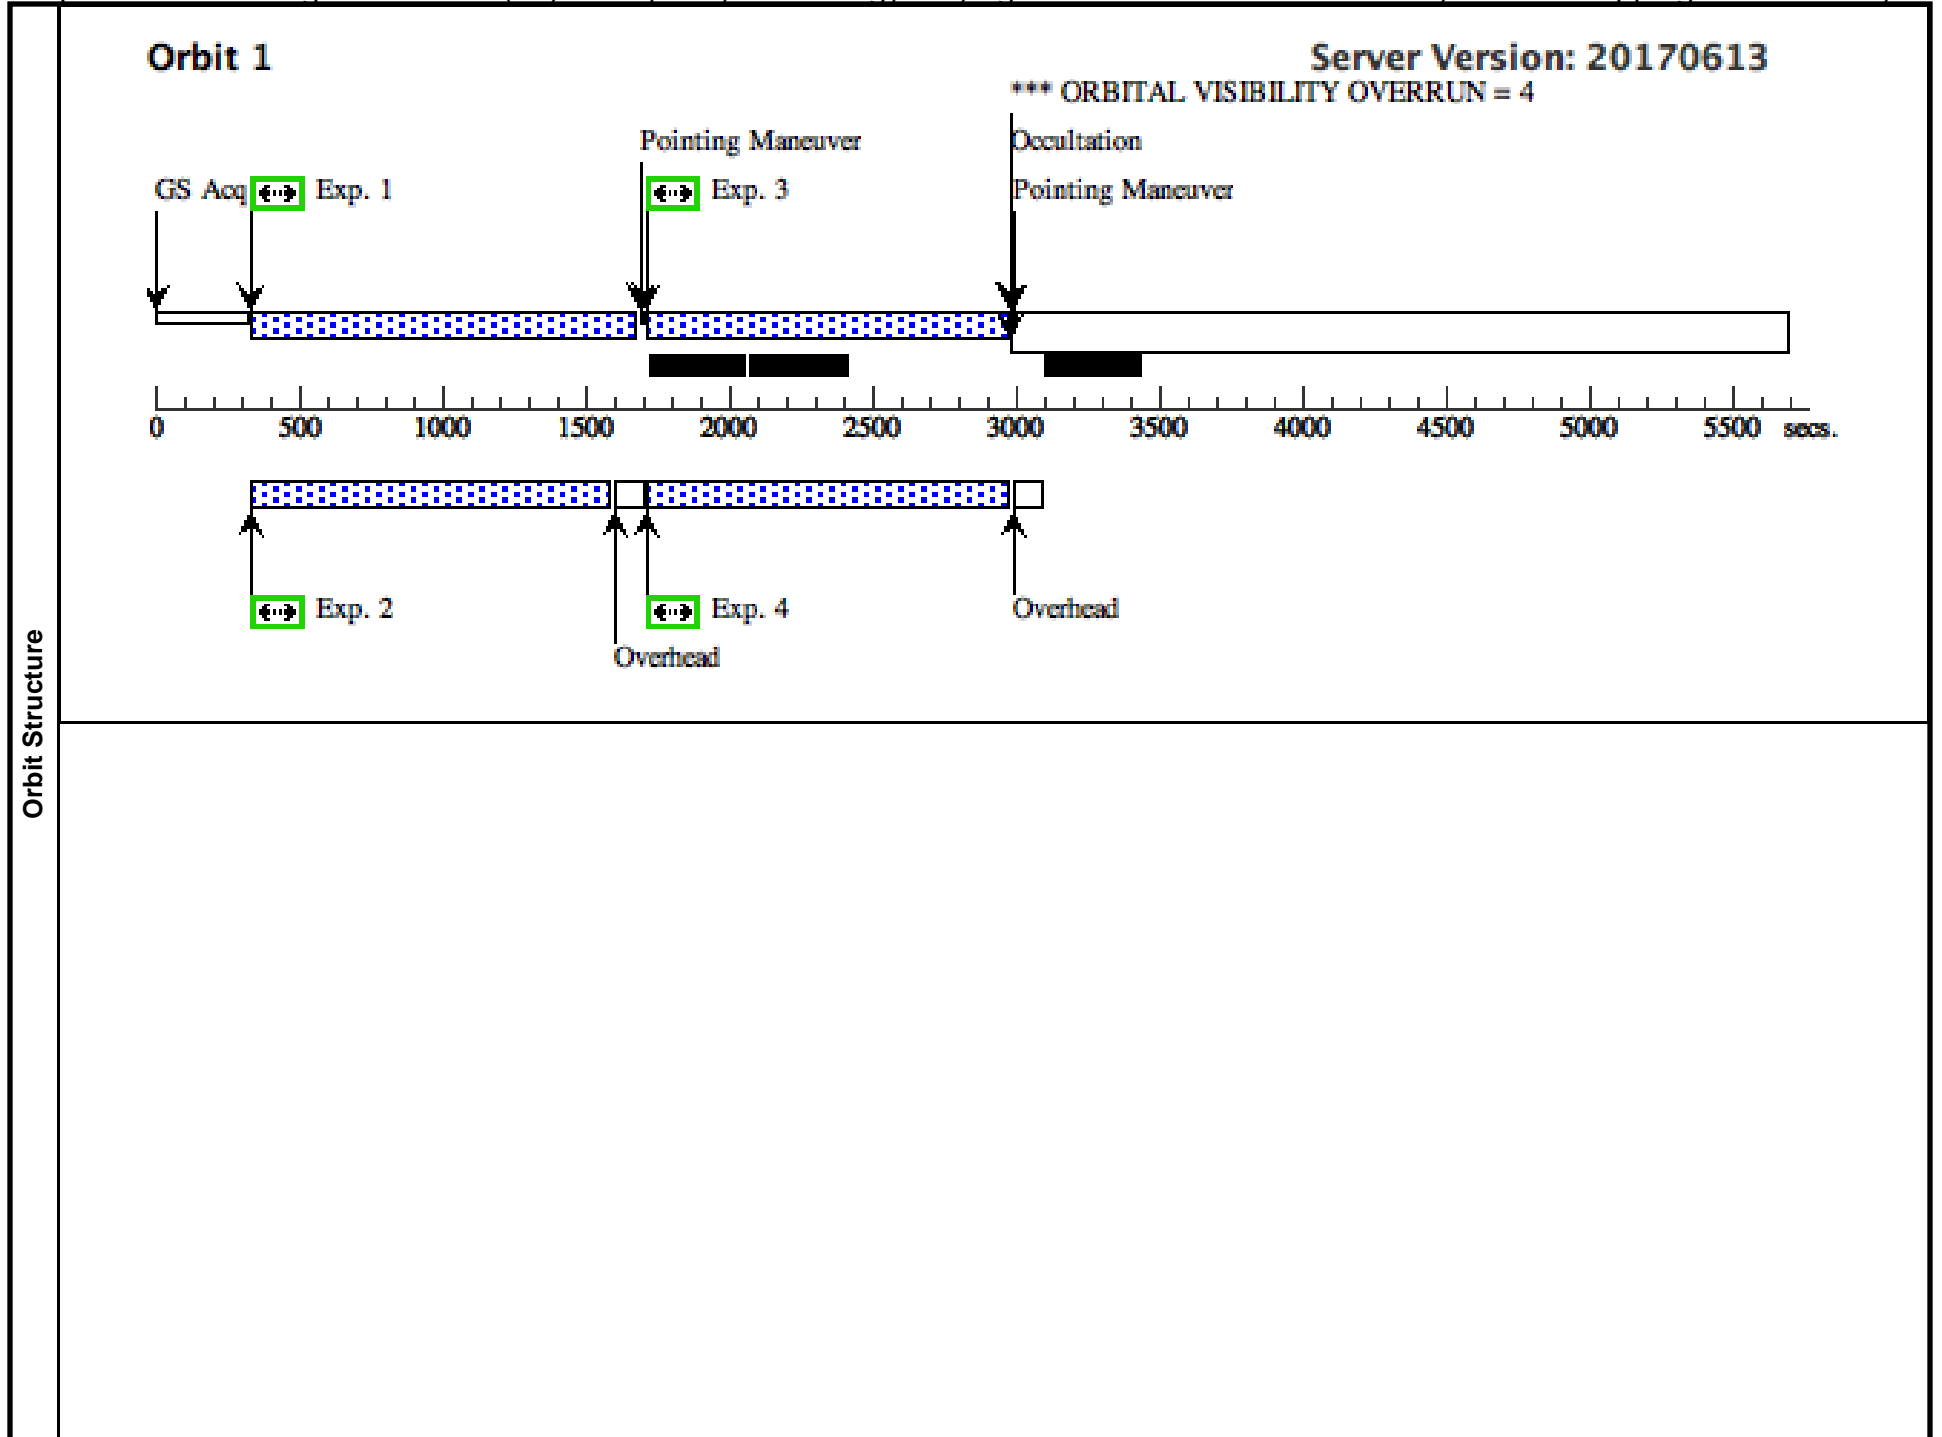 Orbit 1
Server Version: 20170613
*** ORBITAL VISIBILITY OVERRUN = 4
Pointing Maneuver
Occultation
GS Acq
Exp. 1
Exp. 3
Pointing Maneuver
0 500 1000 1500 2000 2500 3000 3500 4000 4500 5000 5500 secs.
Exp. 2
Exp. 4
Overhead
Overhead
Orbit Structure